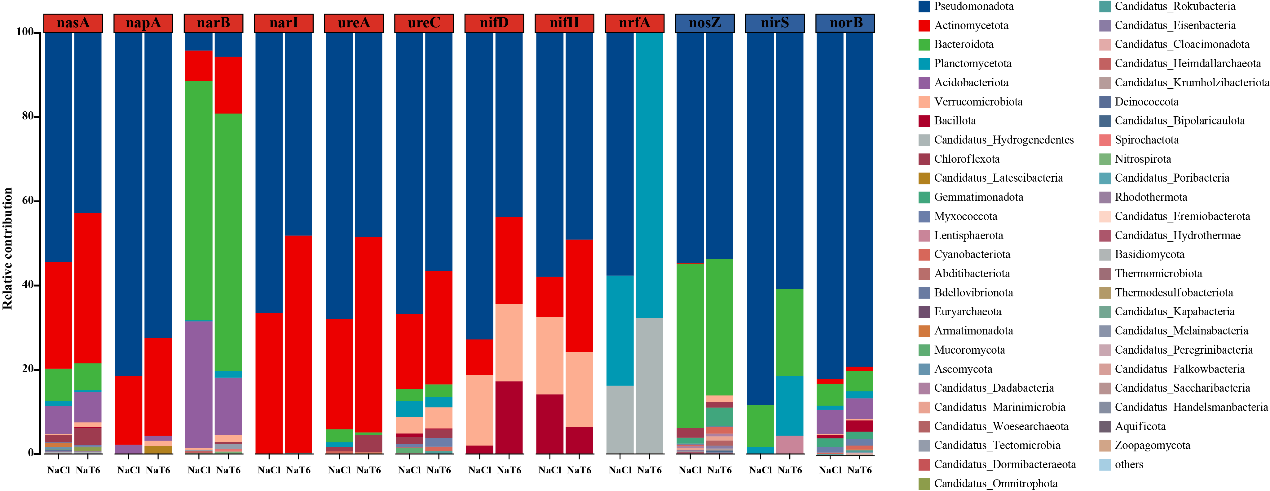 nasA napA narB narI ureA ureC nifD nifH nrfA nosZ nirS norB
100
80
60
40
20
0
Relative contribution
NaCl NaT6 NaCl NaT6 NaCl NaT6 NaCl NaT6 NaCl NaT6 NaCl NaT6 NaCl NaT6 NaCl NaT6 NaCl NaT6 NaCl NaT6 NaCl NaT6 NaCl NaT6
Pseudomonadota
Actinomycetota
Bacteroidota
Planctomycetota
Acidobacteriota
Verrucomicrobiota
Bacillota
Candidatus_Hydrogenedentes
Chloroflexota
Candidatus_Latescibacteria
Gemmatimonadota
Myxococcota
Lentisphaerota
Cyanobacteriota
Abditibacteriota
Bdellovibrionota
Euryarchaeota
Armatimonadota
Mucoromycota
Ascomycota
Candidatus_Dadabacteria
Candidatus_Marinimicrobia
Candidatus_Woesearchaeota
Candidatus_Tectomicrobia
Candidatus_Dormibacteraeota
Candidatus_Omnitrophota
Candidatus_Rokubacteria
Candidatus_Eisenbacteria
Candidatus_Cloacimonadota
Candidatus_Heimdallarchaeota
Candidatus_Krumholzibacteriota
Deinococcota
Candidatus_Bipolaricaulota
Spirochaetota
Nitrospirota
Candidatus_Poribacteria
Rhodothermota
Candidatus_Eremiobacterota
Candidatus_Hydrothermae
Basidiomycota
Thermomicrobiota
Thermodesulfobacteriota
Candidatus_Kapabacteria
Candidatus_Melainabacteria
Candidatus_Peregrinibacteria
Candidatus_Falkowbacteria
Candidatus_Saccharibacteria
Candidatus_Handelsmanbacteria
Aquificota
Zoopagomycota
others